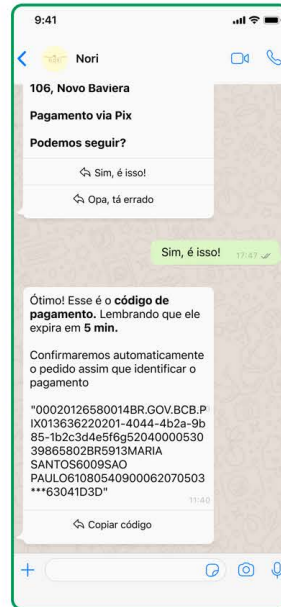 9:41
Nori
106, Novo Baviera
Pagamento via Pix
Podemos seguir?
Sim, é isso!
Opa, tá errado
Sim, é isso!
17:47
Ótimo! Esse é o código de
pagamento. Lembrando que ele
expira em 5 min.
Confirmaremos automaticamente
o pedido assim que identificar o
pagamento
"00020126580014BR.GOV.BCB.P
IX013636220201-4044-4b2a-9b
85-1b2c3d4e5f6g52040000530
39865802BR5913MARIA
SANTOS6009SAO
PAULO61080540900062070503
***63041D3D"
11:40
Copiar código